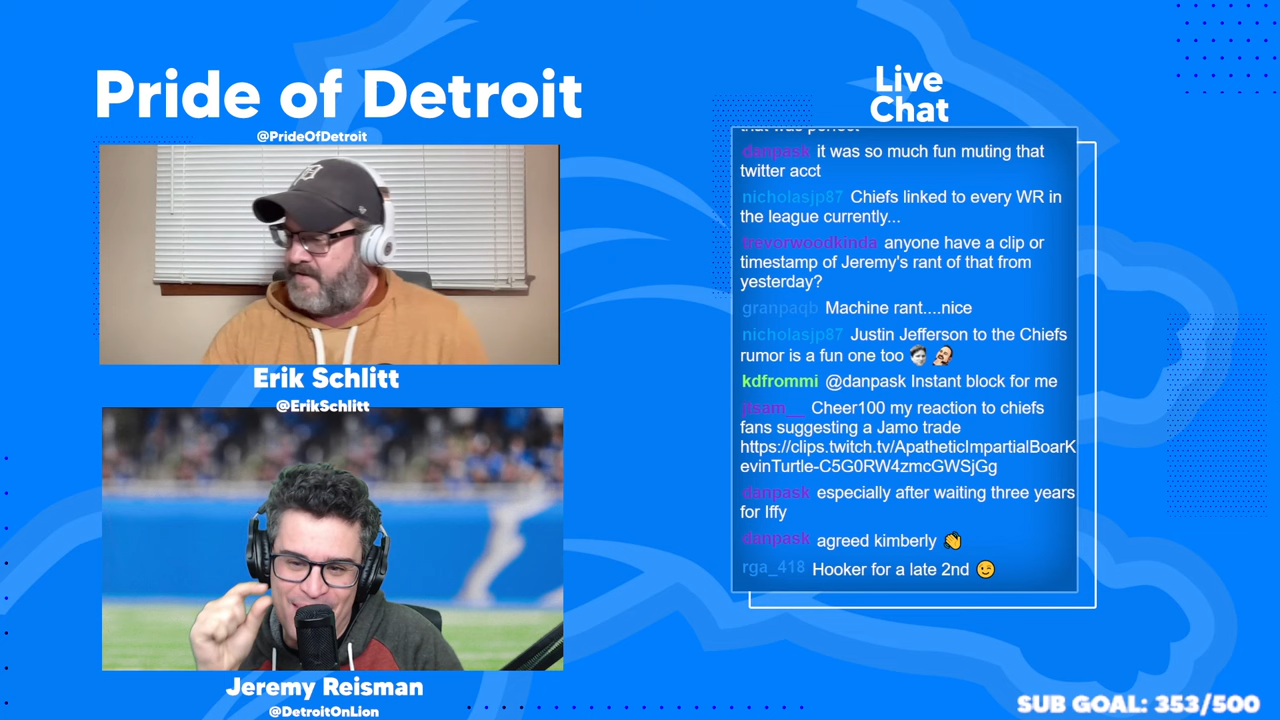 Pride of Detroit
@PrideOfDetroit
Erik Schlitt
@ErikSchlitt
Jeremy Reisman
@DetroitOnLion
Live
Chat
that was perfect
danpask it was so much fun muting that
twitter acct
nicholasjp87 Chiefs linked to every WR in
the league currently...
trevorwoodkinda anyone have a clip or
timestamp of Jeremy's rant of that from
yesterday?
granpaqb Machine rant....nice
nicholasjp87 Justin Jefferson to the Chiefs
rumor is a fun one too
kdfrommi @danpask Instant block for me
jtsam__ Cheer100 my reaction to chiefs
fans suggesting a Jamo trade
https://clips.twitch.tv/ApatheticImpartialBoarK
evinTurtle-C5G0RW4zmcGWSjGg
danpask especially after waiting three years
for Iffy
danpask agreed kimberly 👏
rga_418 Hooker for a late 2nd 😉
SUB GOAL: 353/500